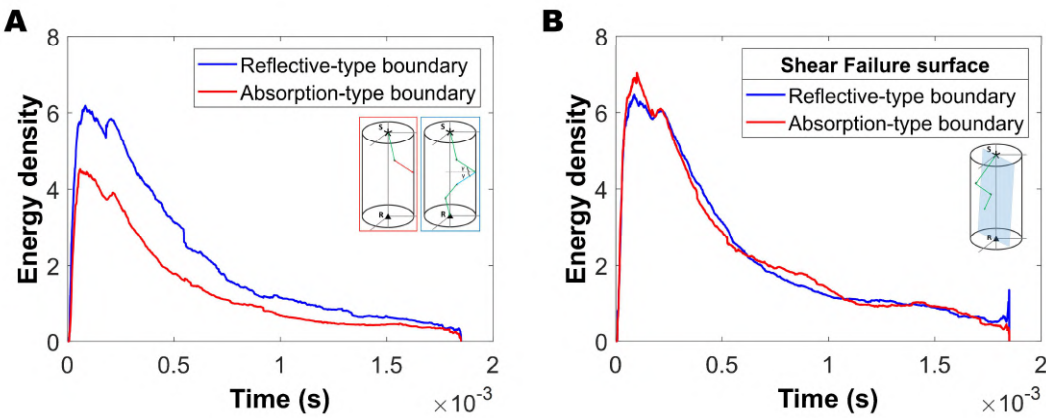 A
Energy density
8
6
4
2
0
Reflective-type boundary
Absorption-type boundary
S
R
S
γ
γ
R
0
0.5
1
1.5
2
Time (s)
×10⁻³
B
Energy density
8
6
4
2
0
Shear Failure surface
Reflective-type boundary
Absorption-type boundary
S
R
0
0.5
1
1.5
2
Time (s)
×10⁻³